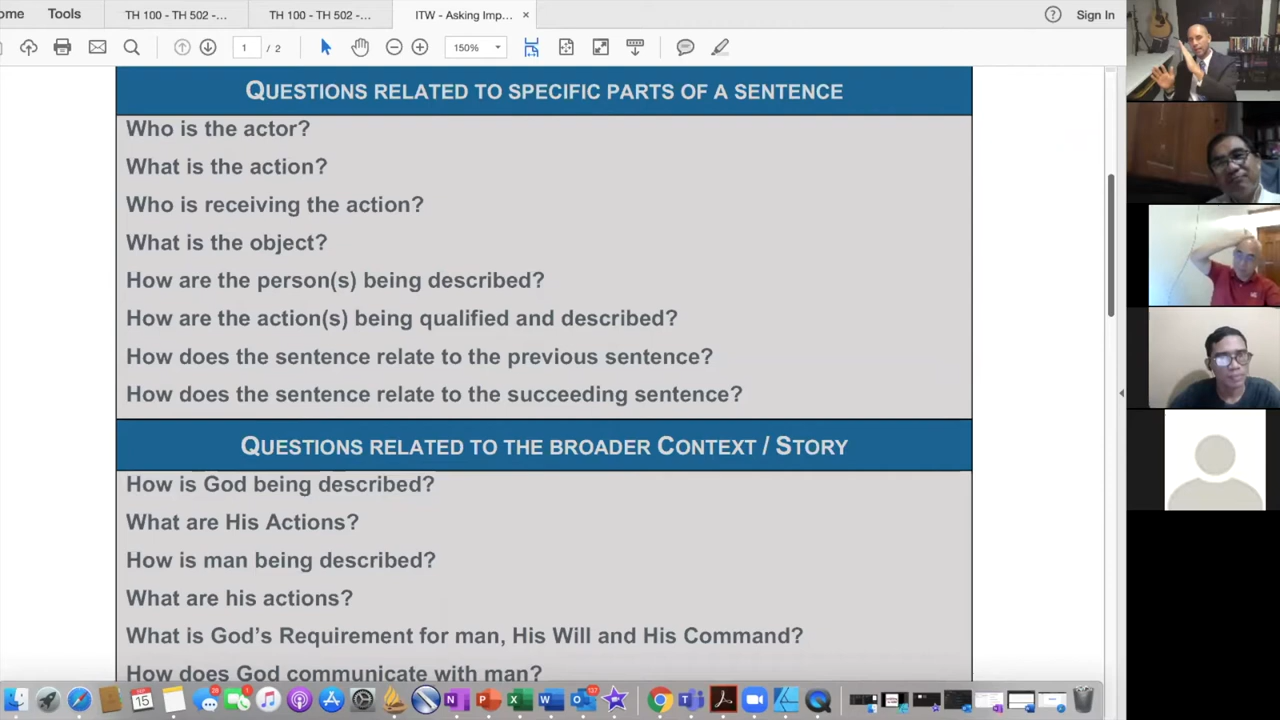 ome
Tools
TH 100 - TH 502 -...
TH 100 - TH 502 -...
ITW - Asking Imp... ×
? Sign In
1 / 2
150%
QUESTIONS RELATED TO SPECIFIC PARTS OF A SENTENCE
Who is the actor?
What is the action?
Who is receiving the action?
What is the object?
How are the person(s) being described?
How are the action(s) being qualified and described?
How does the sentence relate to the previous sentence?
How does the sentence relate to the succeeding sentence?
QUESTIONS RELATED TO THE BROADER CONTEXT / STORY
How is God being described?
What are His Actions?
How is man being described?
What are his actions?
What is God's Requirement for man, His Will and His Command?
How does God communicate with man?
15